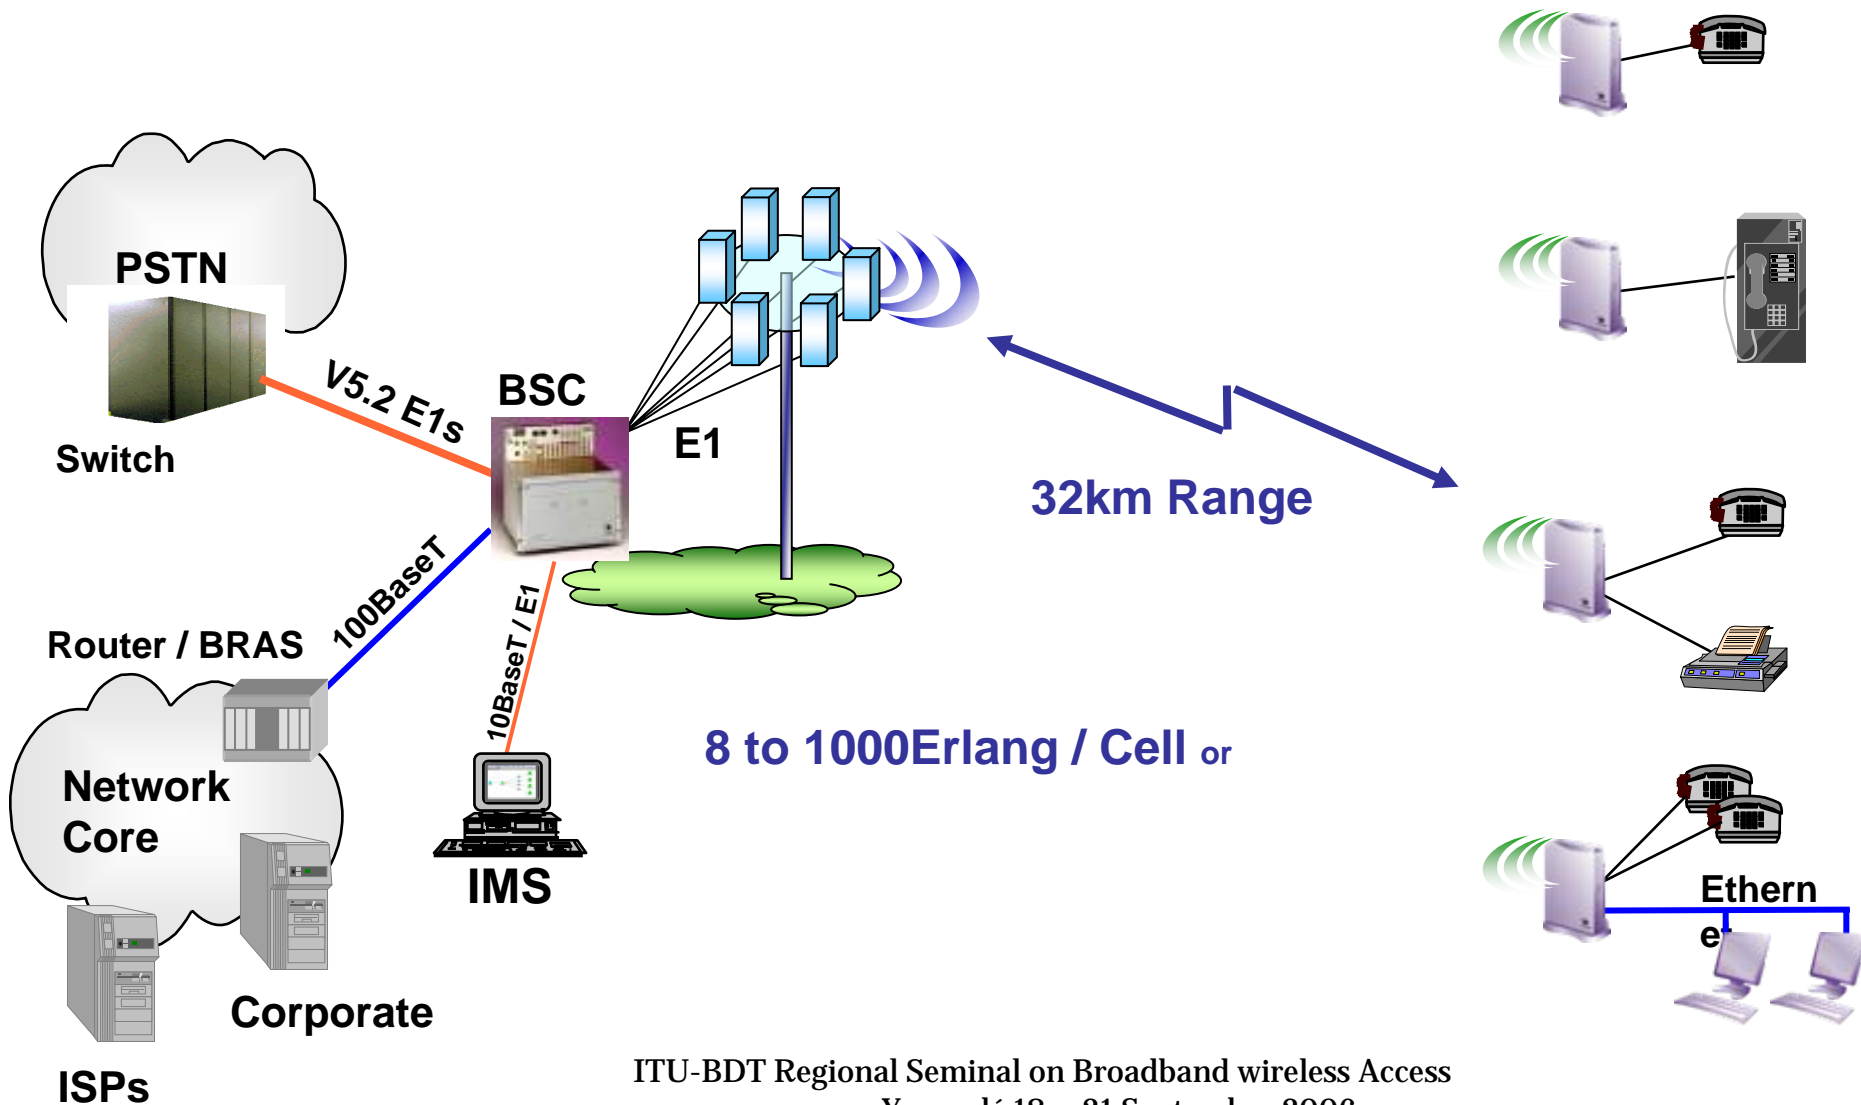 PSTN
Switch
V5.2 E1s
BSC
E1
32km Range
100BaseT
Router / BRAS
10BaseT / E1
8 to 1000Erlang / Cell or
Network
Core
IMS
Corporate
ISPs
Ethern
ITU-BDT Regional Seminal on Broadband wireless Access